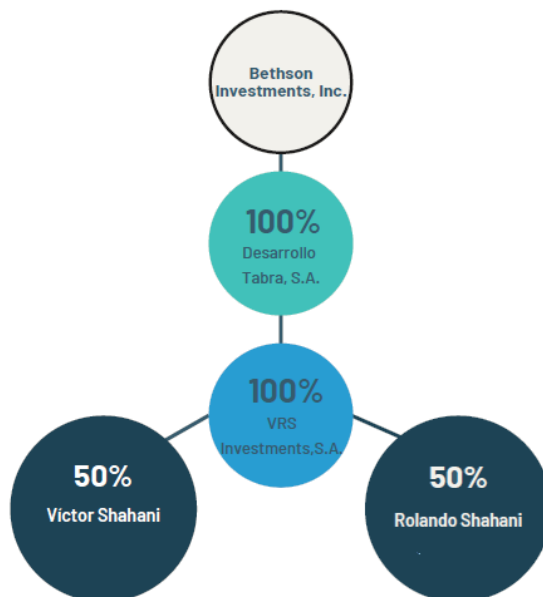 Bethson
Investments, Inc.
100%
Desarrollo
Tabra, S.A.
100%
VRS
Investments,S.A.
50%
Víctor Shahani
50%
Rolando Shahani